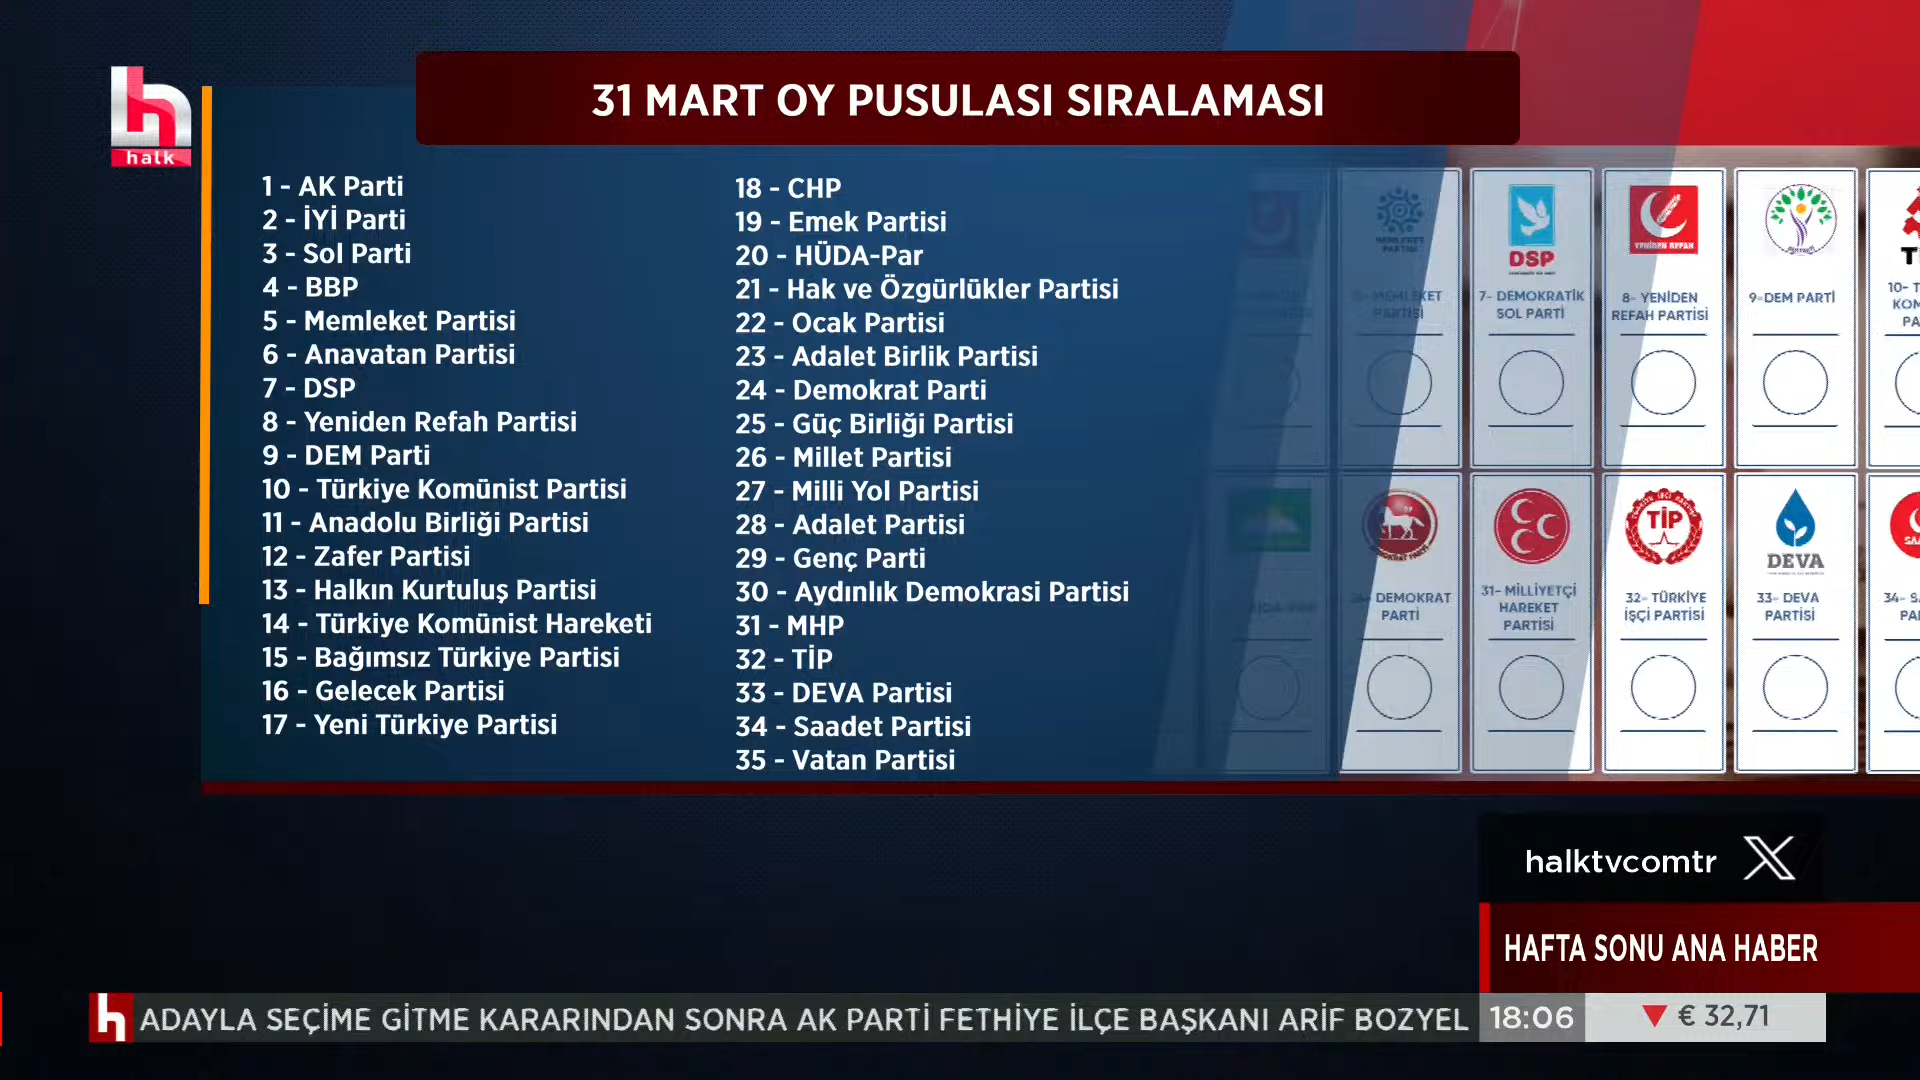 31 MART OY PUSULASI SIRALAMASI
halk
1 - AK Parti
2 - İYİ Parti
3 - Sol Parti
4 - BBP
5 - Memleket Partisi
6 - Anavatan Partisi
7 - DSP
8 - Yeniden Refah Partisi
9 - DEM Parti
10 - Türkiye Komünist Partisi
11 - Anadolu Birliği Partisi
12 - Zafer Partisi
13 - Halkın Kurtuluş Partisi
14 - Türkiye Komünist Hareketi
15 - Bağımsız Türkiye Partisi
16 - Gelecek Partisi
17 - Yeni Türkiye Partisi
18 - CHP
19 - Emek Partisi
20 - HÜDA-Par
21 - Hak ve Özgürlükler Partisi
22 - Ocak Partisi
23 - Adalet Birlik Partisi
24 - Demokrat Parti
25 - Güç Birliği Partisi
26 - Millet Partisi
27 - Milli Yol Partisi
28 - Adalet Partisi
29 - Genç Parti
30 - Aydınlık Demokrasi Partisi
31 - MHP
32 - TİP
33 - DEVA Partisi
34 - Saadet Partisi
35 - Vatan Partisi
MEMLEKET
PARTİSİ
DSP
7- DEMOKRATİK
SOL PARTİ
YENİDEN REFAH
8- YENİDEN
REFAH PARTİSİ
9-DEM PARTİ
10-
DEMOKRAT
PARTİ
31- MİLLİYETÇİ
HAREKET
PARTİSİ
TİP
32- TÜRKİYE
İŞÇİ PARTİSİ
DEVA
33- DEVA
PARTİSİ
34-
halktvcomtr
HAFTA SONU ANA HABER
ADAYLA SEÇİME GİTME KARARINDAN SONRA AK PARTİ FETHİYE İLÇE BAŞKANI ARİF BOZYEL
18:06
€ 32,71